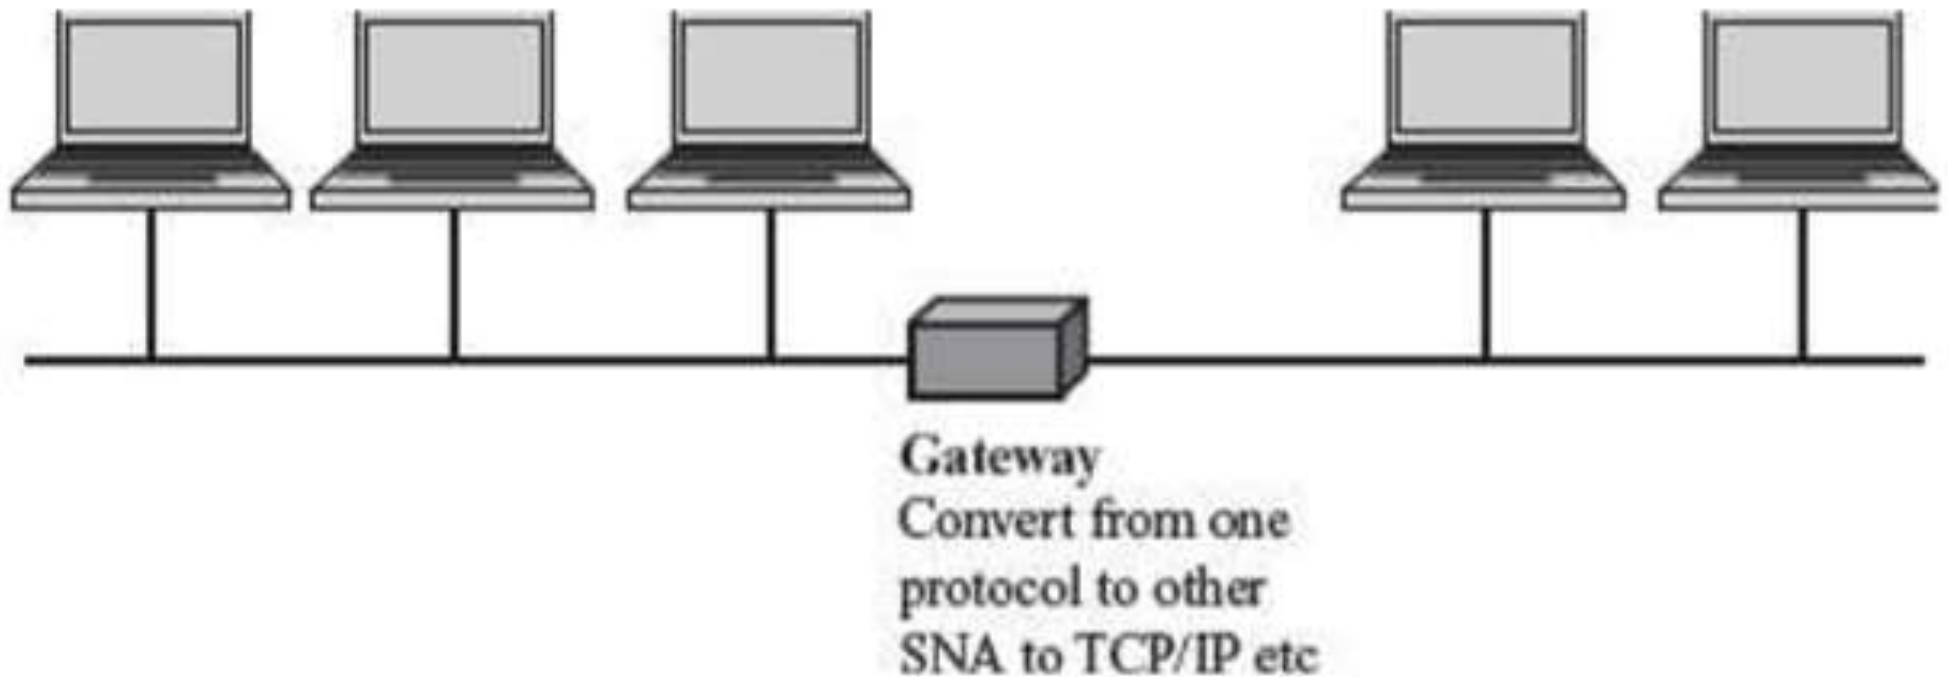 Gateway
Convert from one
protocol to other
SNA to TCP/IP etc